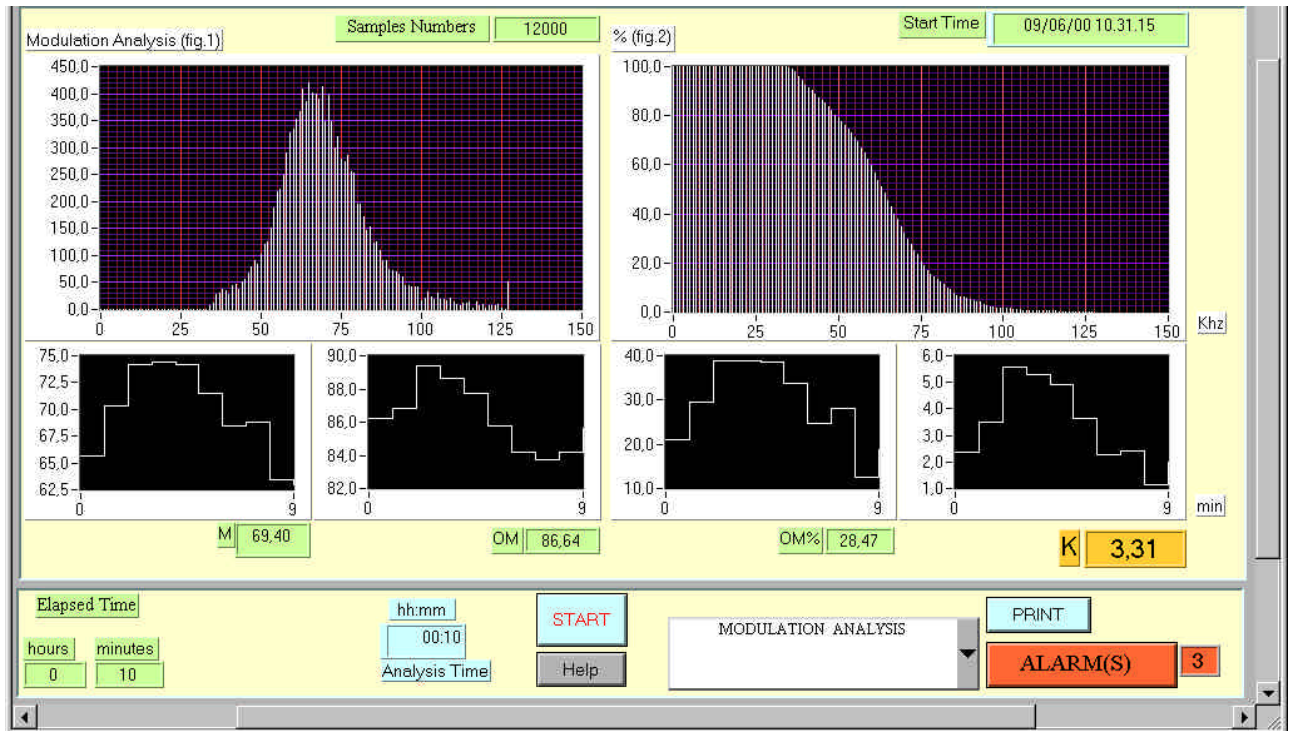 Samples Numbers 12000
Start Time 09/06/00 10.31.15
Modulation Analysis (fig.1)
% (fig.2)
450,0
400,0
350,0
300,0
250,0
200,0
150,0
100,0
50,0
0,0
0 25 50 75 100 125 150
100,0
80,0
60,0
40,0
20,0
0,0
0 25 50 75 100 125 150
Khz
75,0
72,5
70,0
67,5
65,0
62,5
0 9
90,0
88,0
86,0
84,0
82,0
0 9
40,0
30,0
20,0
10,0
0 9
6,0
5,0
4,0
3,0
2,0
1,0
0 9
min
M 69,40
OM 86,64
OM% 28,47
K 3,31
Elapsed Time
hours minutes
0 10
hh:mm
00:10
Analysis Time
START
Help
MODULATION ANALYSIS
PRINT
ALARM(S) 3